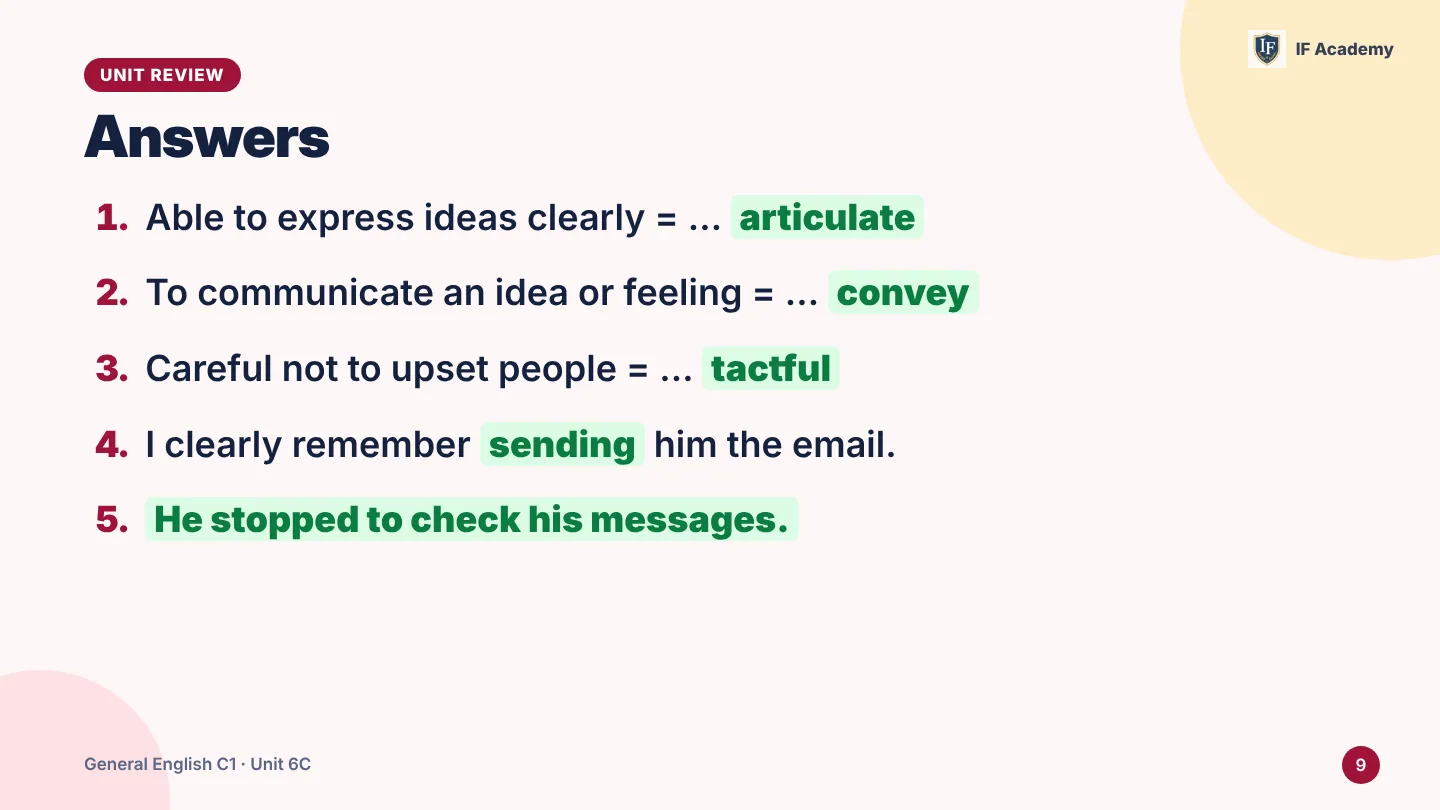 IF Academy
UNIT REVIEW
Answers
1. Able to express ideas clearly = ... articulate
2. To communicate an idea or feeling = ... convey
3. Careful not to upset people = ... tactful
4. I clearly remember sending him the email.
5. He stopped to check his messages.
General English C1 · Unit 6C
9